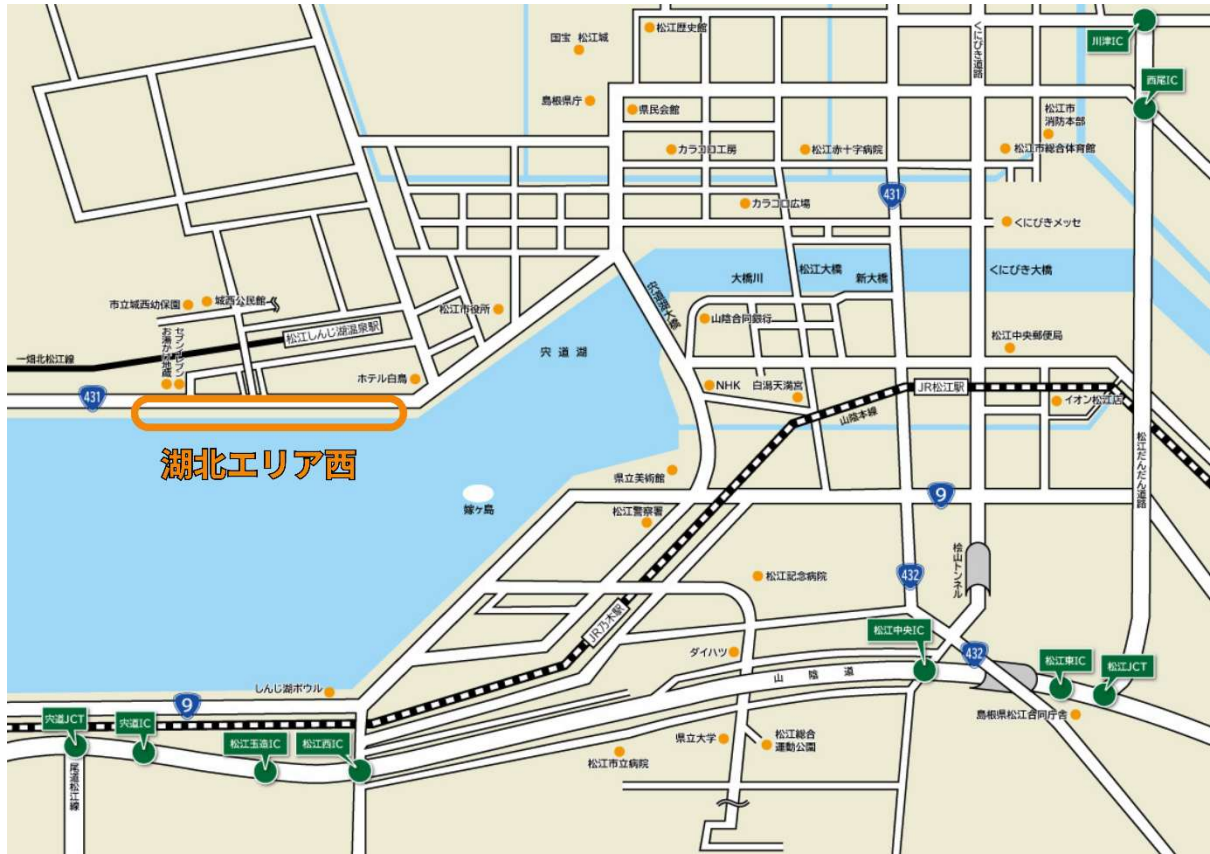 松江歴史館
国宝 松江城
くにびき道路
川津IC
西尾IC
島根県庁
県民会館
松江市
消防本部
カラコロ工房
松江赤十字病院
松江市総合体育館
431
カラコロ広場
くにびきメッセ
大橋川
松江大橋
新大橋
くにびき大橋
宍道湖大橋
市立城西幼保園
城西公民館
松江市役所
山陰合同銀行
松江しんじ湖温泉駅
セブンイレブン
お湯かけ地蔵
宍道湖
松江中央郵便局
一畑北松江線
ホテル白鳥
NHK
白潟天満宮
JR松江駅
431
イオン松江店
山陰本線
湖北エリア西
県立美術館
松江だんだん道路
嫁ヶ島
9
松江警察署
桧山トンネル
松江記念病院
432
JR乃木駅
松江中央IC
ダイハツ
432
松江東IC
松江JCT
山陰道
しんじ湖ボウル
9
島根県松江合同庁舎
宍道JCT
宍道IC
松江玉造IC
松江西IC
県立大学
松江総合
運動公園
松江市立病院
尾道松江線